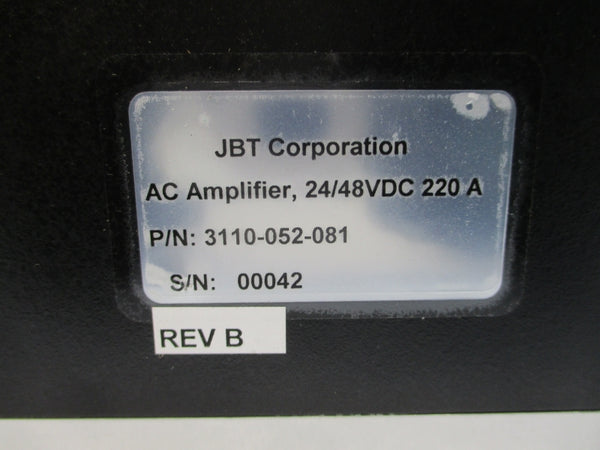 JBT Corporation
AC Amplifier, 24/48VDC 220 A
P/N: 3110-052-081
S/N: 00042
REV B